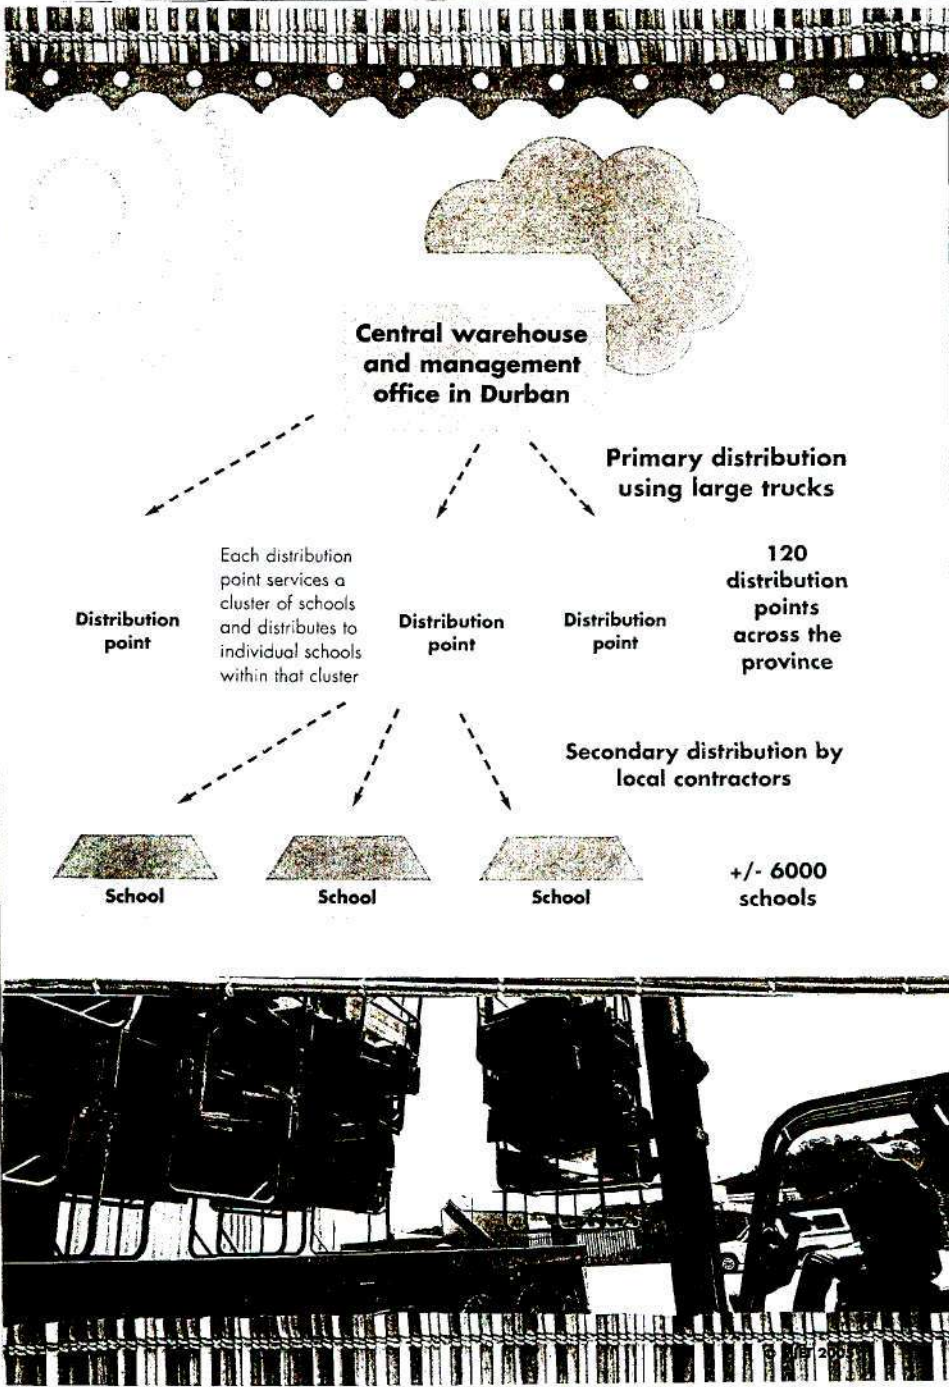 Central warehouse
and management
office in Durban
Primary distribution
using large trucks
Each distribution
point services a
cluster of schools
and distributes to
individual schools
within that cluster
Distribution
point
Distribution
point
Distribution
point
120
distribution
points
across the
province
Secondary distribution by
local contractors
School
School
School
+/- 6000
schools